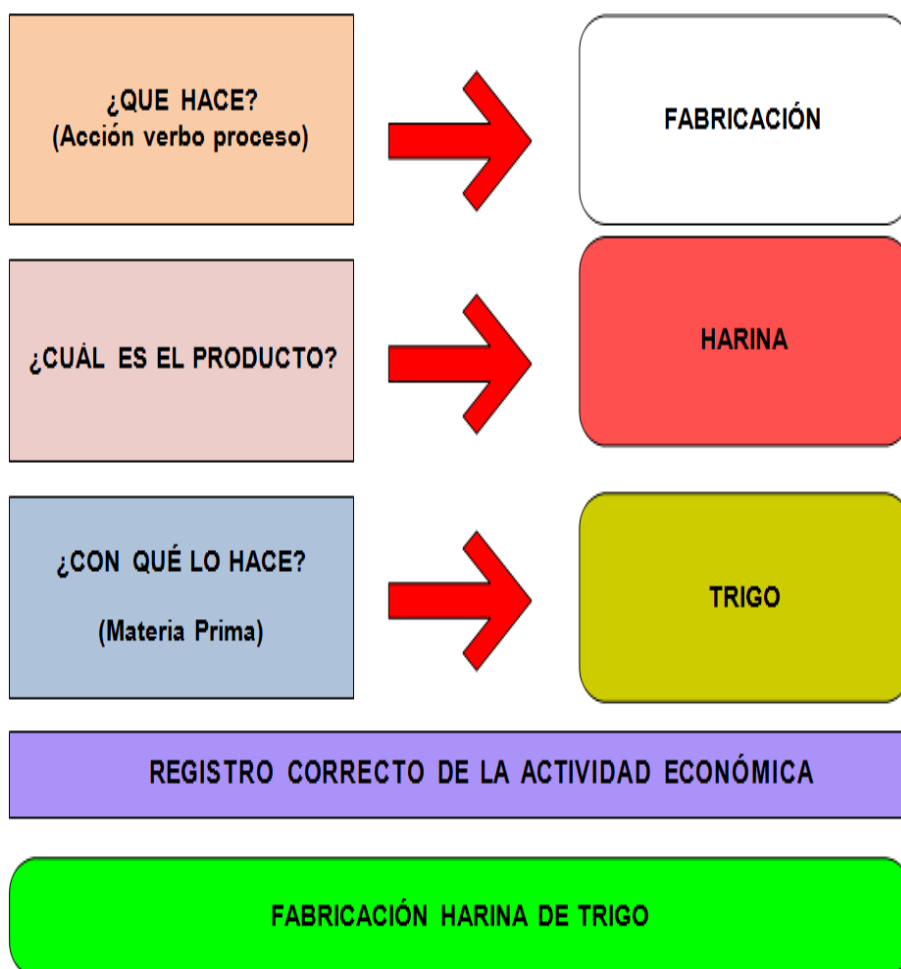 ¿QUE HACE?
(Acción verbo proceso)
FABRICACIÓN
¿CUÁL ES EL PRODUCTO?
HARINA
¿CON QUÉ LO HACE?
(Materia Prima)
TRIGO
REGISTRO CORRECTO DE LA ACTIVIDAD ECONÓMICA
FABRICACIÓN HARINA DE TRIGO